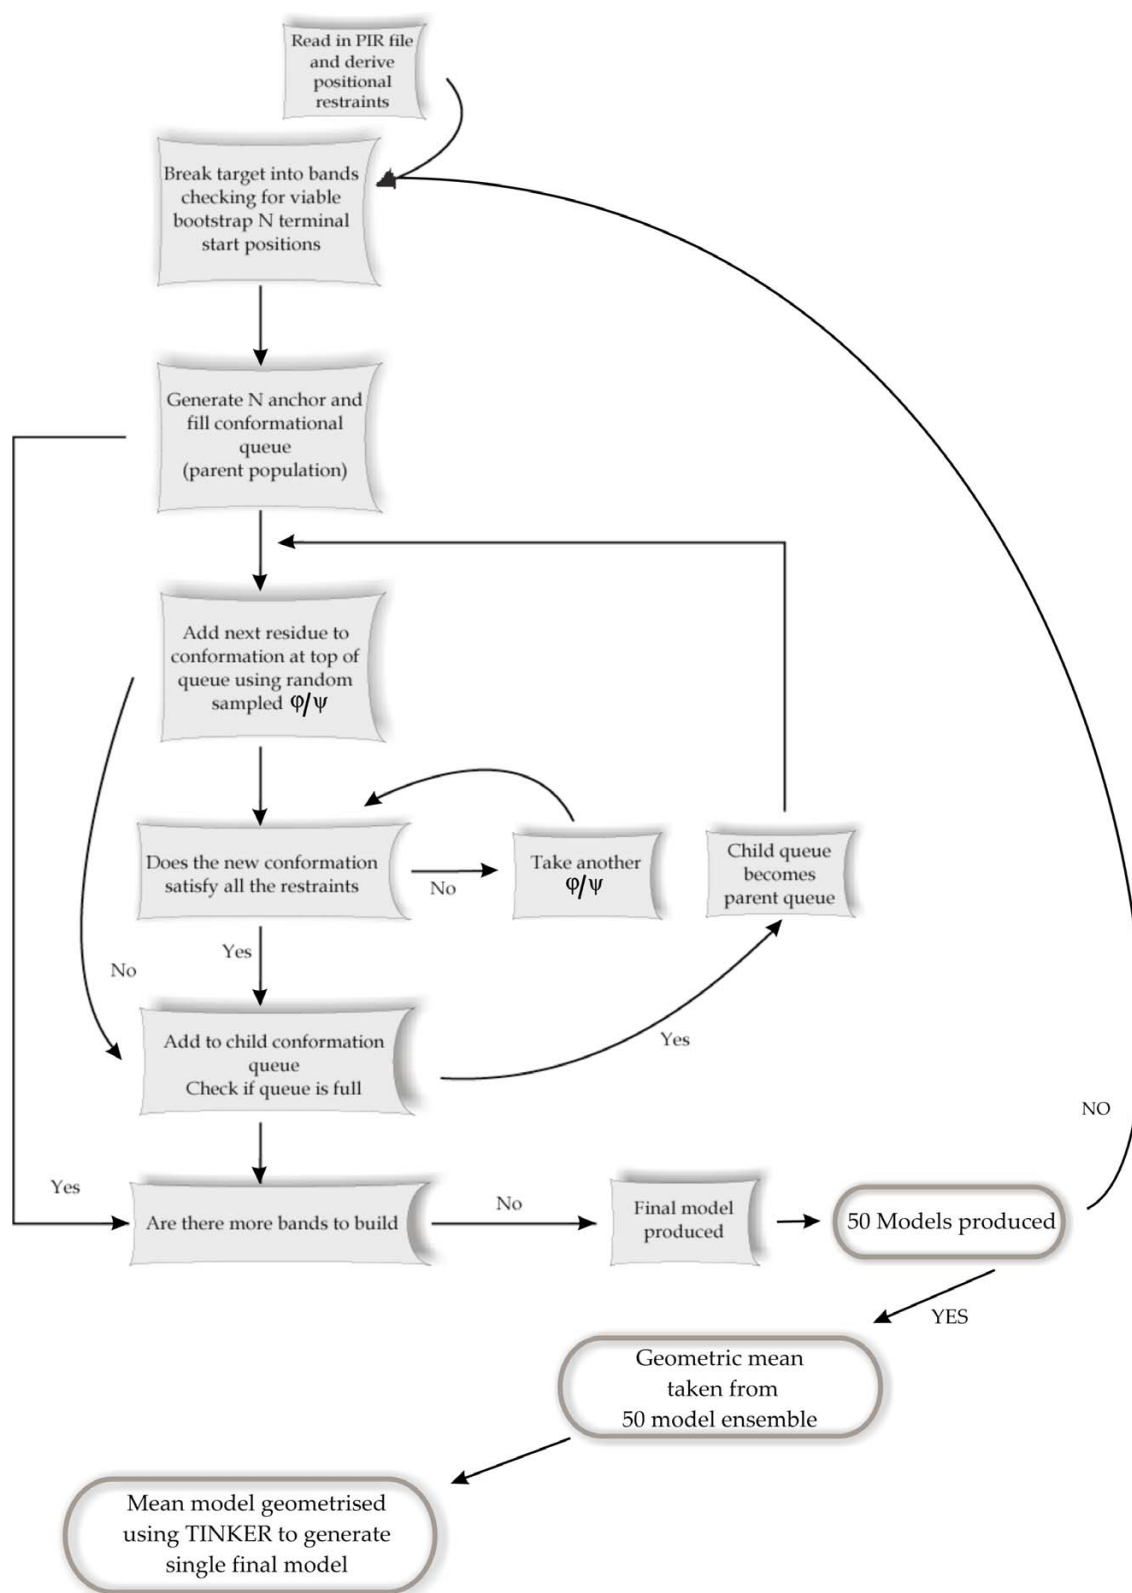 Read in PIR file
and derive
positional
restraints
Break target into bands
checking for viable
bootstrap N terminal
start positions
Generate N anchor and
fill conformational
queue
(parent population)
Add next residue to
conformation at top of
queue using random
sampled φ/ψ
Does the new conformation
satisfy all the restraints
No
Take another
φ/ψ
Child queue
becomes
parent queue
Yes
No
Add to child conformation
queue
Check if queue is full
Yes
NO
Yes
Are there more bands to build
No
Final model
produced
50 Models produced
YES
Geometric mean
taken from
50 model ensemble
Mean model geometrised
using TINKER to generate
single final model